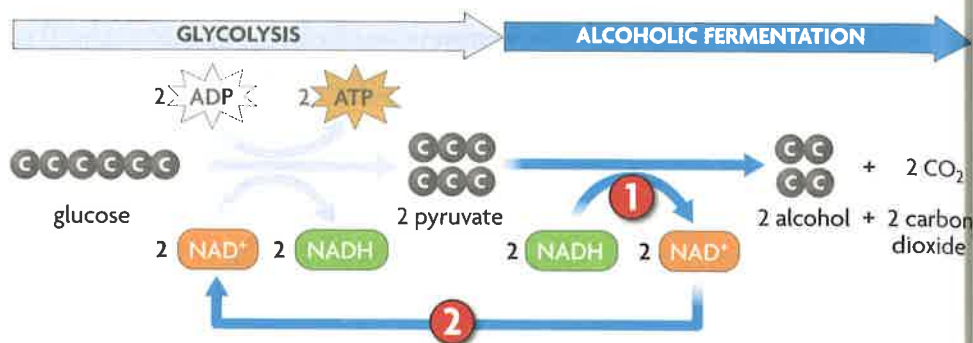 GLYCOLYSIS
ALCOHOLIC FERMENTATION
2 ADP
2 ATP
C C C C C C
C C C
C C C
C C
C C
+ 2 CO₂
1
glucose
2 pyruvate
2 alcohol + 2 carbon
dioxide
2 NAD⁺
2 NADH
2 NADH
2 NAD⁺
2